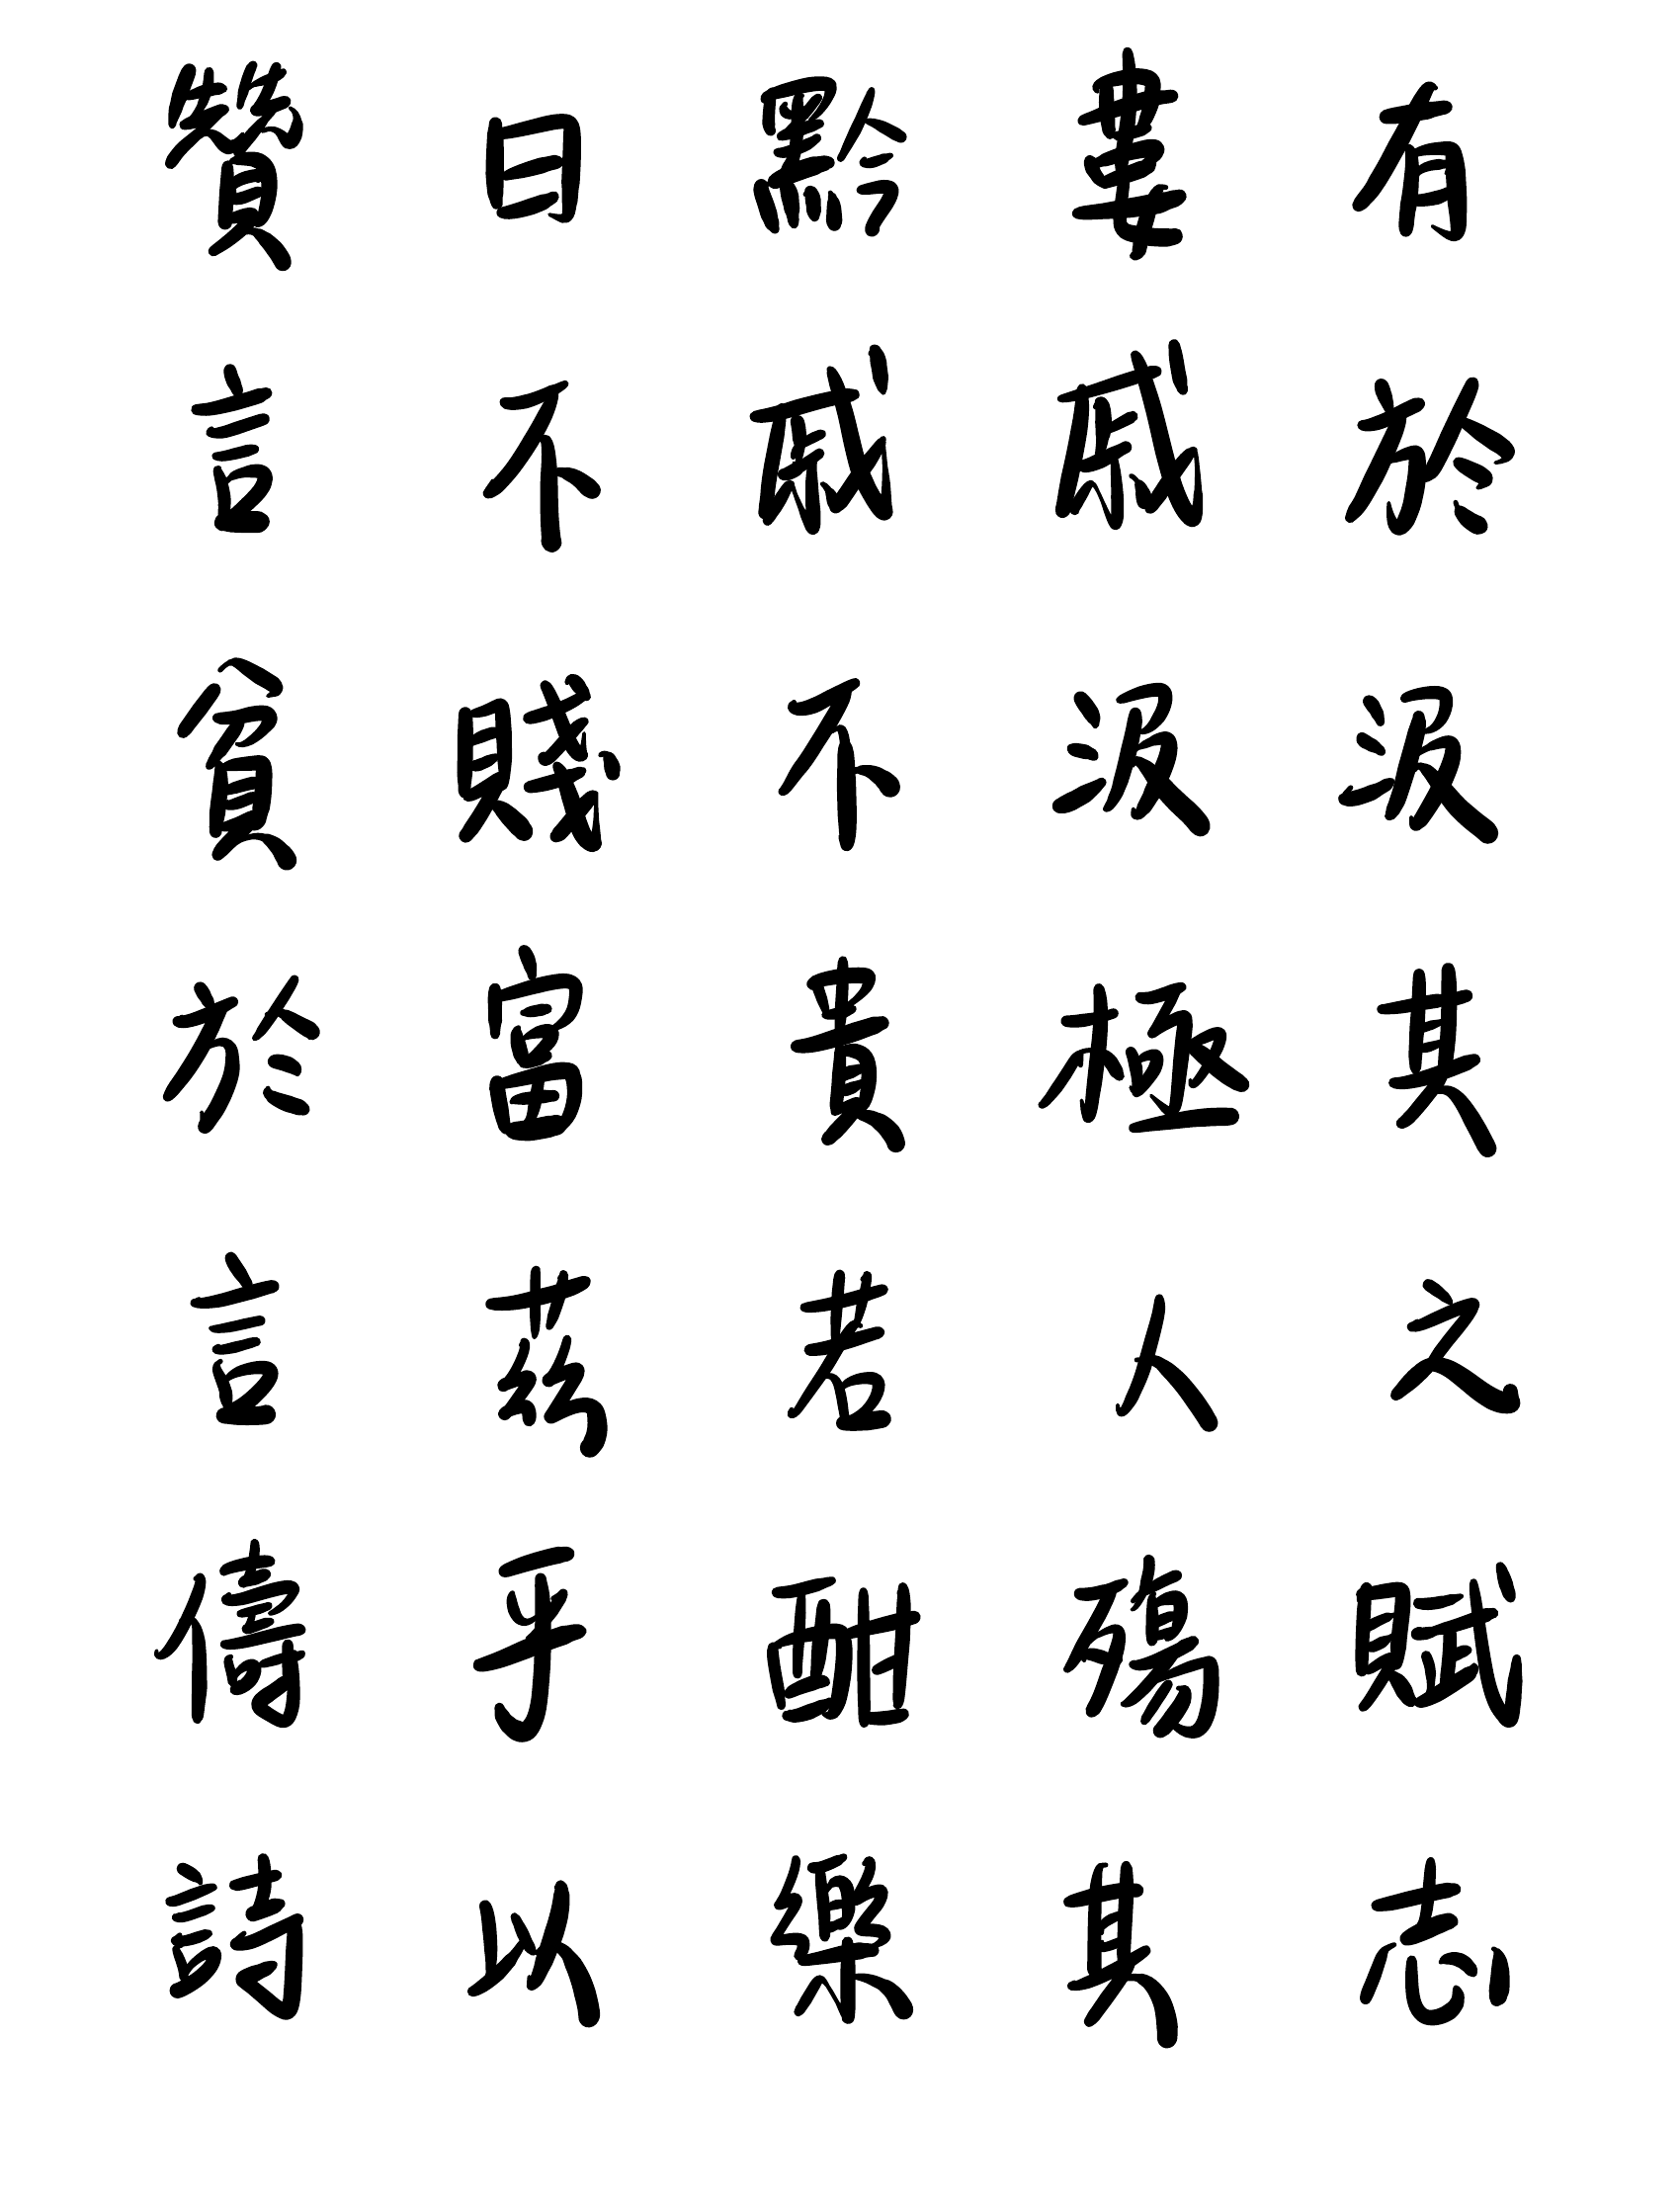 贊曰黔婁有
言不戚戚於
貧賤不汲汲
於富貴極其
言茲若人之
儔乎酣觴賦
詩以樂其志